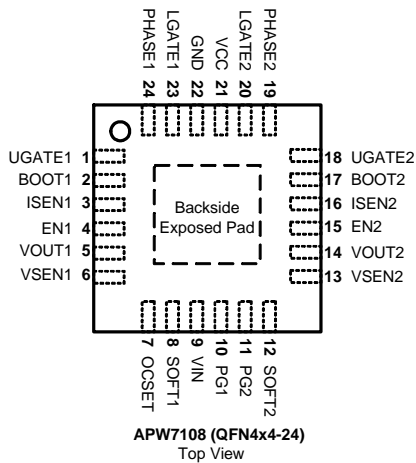 PHASE1
LGATE1
GND
VCC
LGATE2
PHASE2
24
23
22
21
20
19
UGATE1 1
BOOT1 2
ISEN1 3
EN1 4
VOUT1 5
VSEN1 6
Backside
Exposed Pad
18 UGATE2
17 BOOT2
16 ISEN2
15 EN2
14 VOUT2
13 VSEN2
7 OCSET
8 SOFT1
9 VIN
10 PG1
11 PG2
12 SOFT2
APW7108 (QFN4x4-24)
Top View